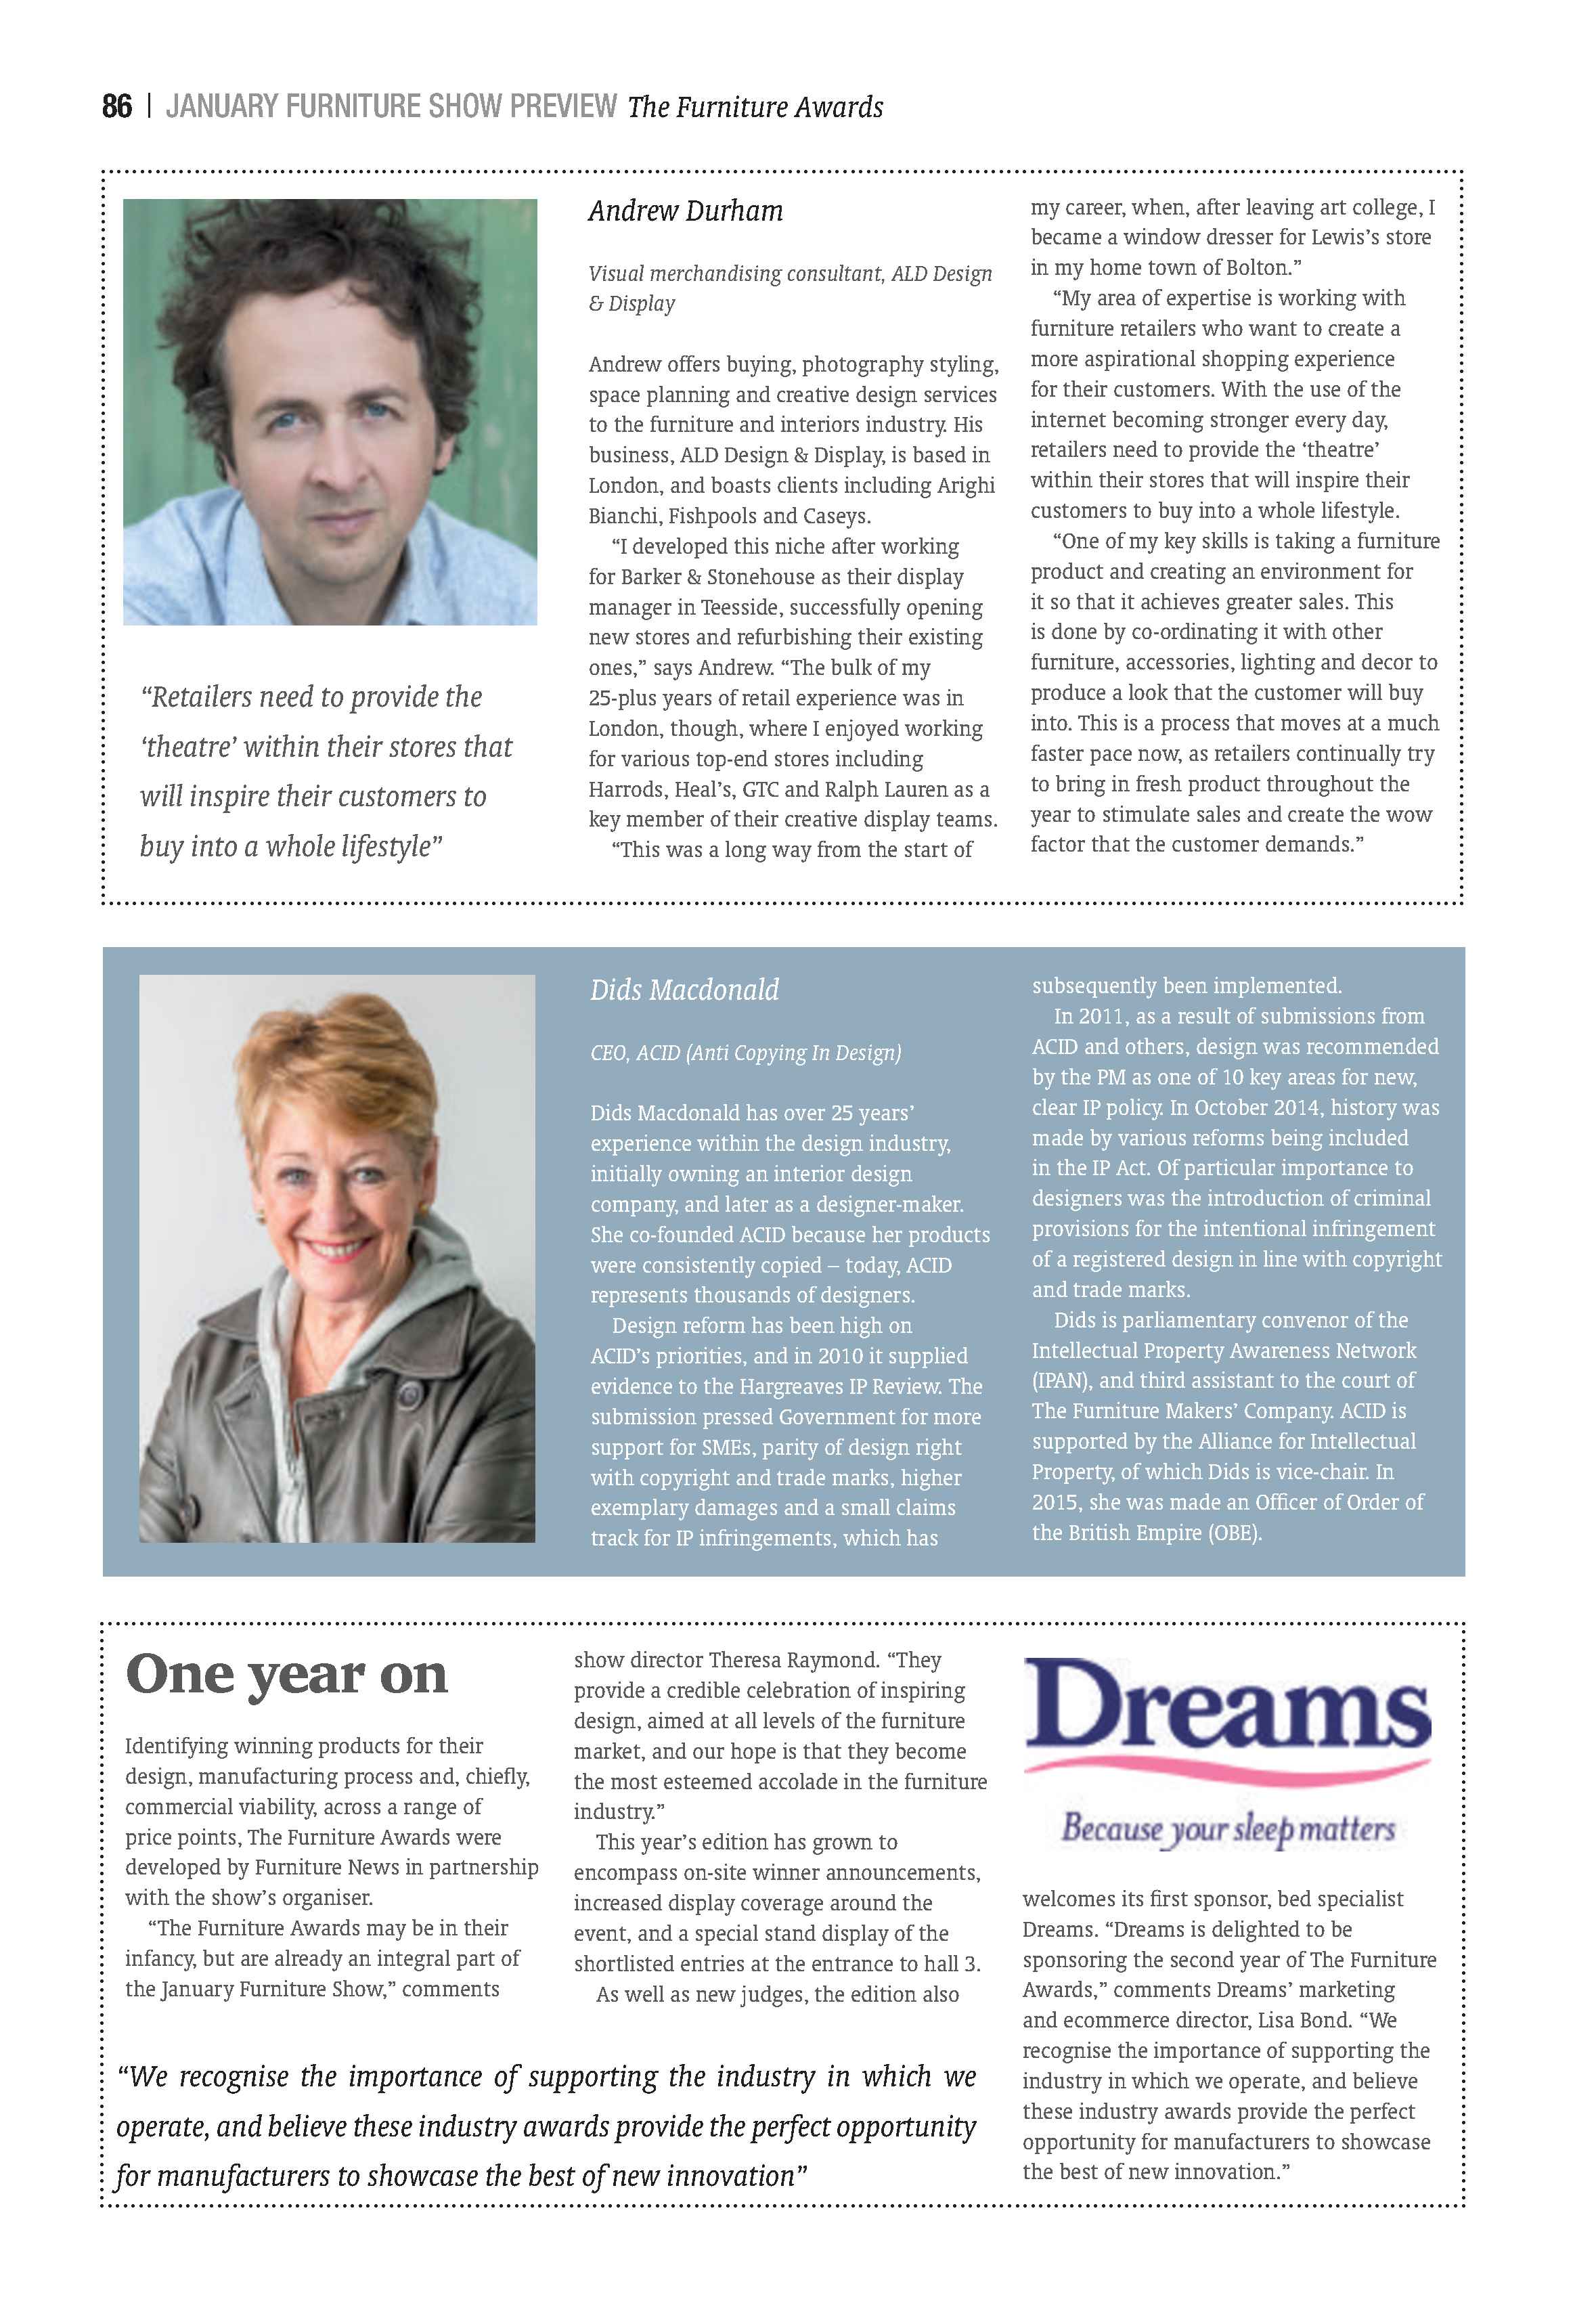 86 | JANUARY FURNITURE SHOW PREVIEW The Furniture Awards
“Retailers need to provide the
‘theatre’ within their stores that
will inspire their customers to
buy into a whole lifestyle”
Andrew Durham
Visual merchandising consultant, ALD Design
& Display
Andrew offers buying, photography styling,
space planning and creative design services
to the furniture and interiors industry. His
business, ALD Design & Display, is based in
London, and boasts clients including Arighi
Bianchi, Fishpools and Caseys.
“I developed this niche after working
for Barker & Stonehouse as their display
manager in Teesside, successfully opening
new stores and refurbishing their existing
ones,” says Andrew. “The bulk of my
25-plus years of retail experience was in
London, though, where I enjoyed working
for various top-end stores including
Harrods, Heal’s, GTC and Ralph Lauren as a
key member of their creative display teams.
“This was a long way from the start of
my career, when, after leaving art college, I
became a window dresser for Lewis’s store
in my home town of Bolton.”
“My area of expertise is working with
furniture retailers who want to create a
more aspirational shopping experience
for their customers. With the use of the
internet becoming stronger every day,
retailers need to provide the ‘theatre’
within their stores that will inspire their
customers to buy into a whole lifestyle.
“One of my key skills is taking a furniture
product and creating an environment for
it so that it achieves greater sales. This
is done by co-ordinating it with other
furniture, accessories, lighting and decor to
produce a look that the customer will buy
into. This is a process that moves at a much
faster pace now, as retailers continually try
to bring in fresh product throughout the
year to stimulate sales and create the wow
factor that the customer demands.”
Dids Macdonald
CEO, ACID (Anti Copying In Design)
Dids Macdonald has over 25 years’
experience within the design industry,
initially owning an interior design
company, and later as a designer-maker.
She co-founded ACID because her products
were consistently copied – today, ACID
represents thousands of designers.
Design reform has been high on
ACID’s priorities, and in 2010 it supplied
evidence to the Hargreaves IP Review. The
submission pressed Government for more
support for SMEs, parity of design right
with copyright and trade marks, higher
exemplary damages and a small claims
track for IP infringements, which has
subsequently been implemented.
In 2011, as a result of submissions from
ACID and others, design was recommended
by the PM as one of 10 key areas for new,
clear IP policy. In October 2014, history was
made by various reforms being included
in the IP Act. Of particular importance to
designers was the introduction of criminal
provisions for the intentional infringement
of a registered design in line with copyright
and trade marks.
Dids is parliamentary convenor of the
Intellectual Property Awareness Network
(IPAN), and third assistant to the court of
The Furniture Makers’ Company. ACID is
supported by the Alliance for Intellectual
Property, of which Dids is vice-chair. In
2015, she was made an Officer of Order of
the British Empire (OBE).
One year on
Identifying winning products for their
design, manufacturing process and, chiefly,
commercial viability, across a range of
price points, The Furniture Awards were
developed by Furniture News in partnership
with the show’s organiser.
“The Furniture Awards may be in their
infancy, but are already an integral part of
the January Furniture Show,” comments
show director Theresa Raymond. “They
provide a credible celebration of inspiring
design, aimed at all levels of the furniture
market, and our hope is that they become
the most esteemed accolade in the furniture
industry.”
This year’s edition has grown to
encompass on-site winner announcements,
increased display coverage around the
event, and a special stand display of the
shortlisted entries at the entrance to hall 3.
As well as new judges, the edition also
Dreams
Because your sleep matters
welcomes its first sponsor, bed specialist
Dreams. “Dreams is delighted to be
sponsoring the second year of The Furniture
Awards,” comments Dreams’ marketing
and ecommerce director, Lisa Bond. “We
recognise the importance of supporting the
industry in which we operate, and believe
these industry awards provide the perfect
opportunity for manufacturers to showcase
the best of new innovation.”
“We recognise the importance of supporting the industry in which we
operate, and believe these industry awards provide the perfect opportunity
for manufacturers to showcase the best of new innovation”